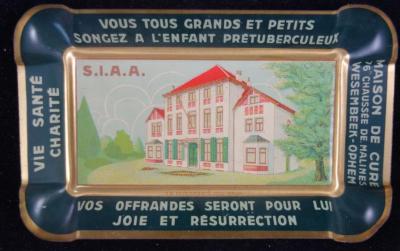 VOUS TOUS GRANDS ET PETITS
SONGEZ A L'ENFANT PRÉTUBERCULEUX
S.I.A.A.
VIE SANTÉ
CHARITÉ
MAISON DE CURE
76 CHAUSSÉE DE MALINES
WESEMBEEK-OPHEM
VOS OFFRANDES SERONT POUR LUI
JOIE ET RÉSURRECTION